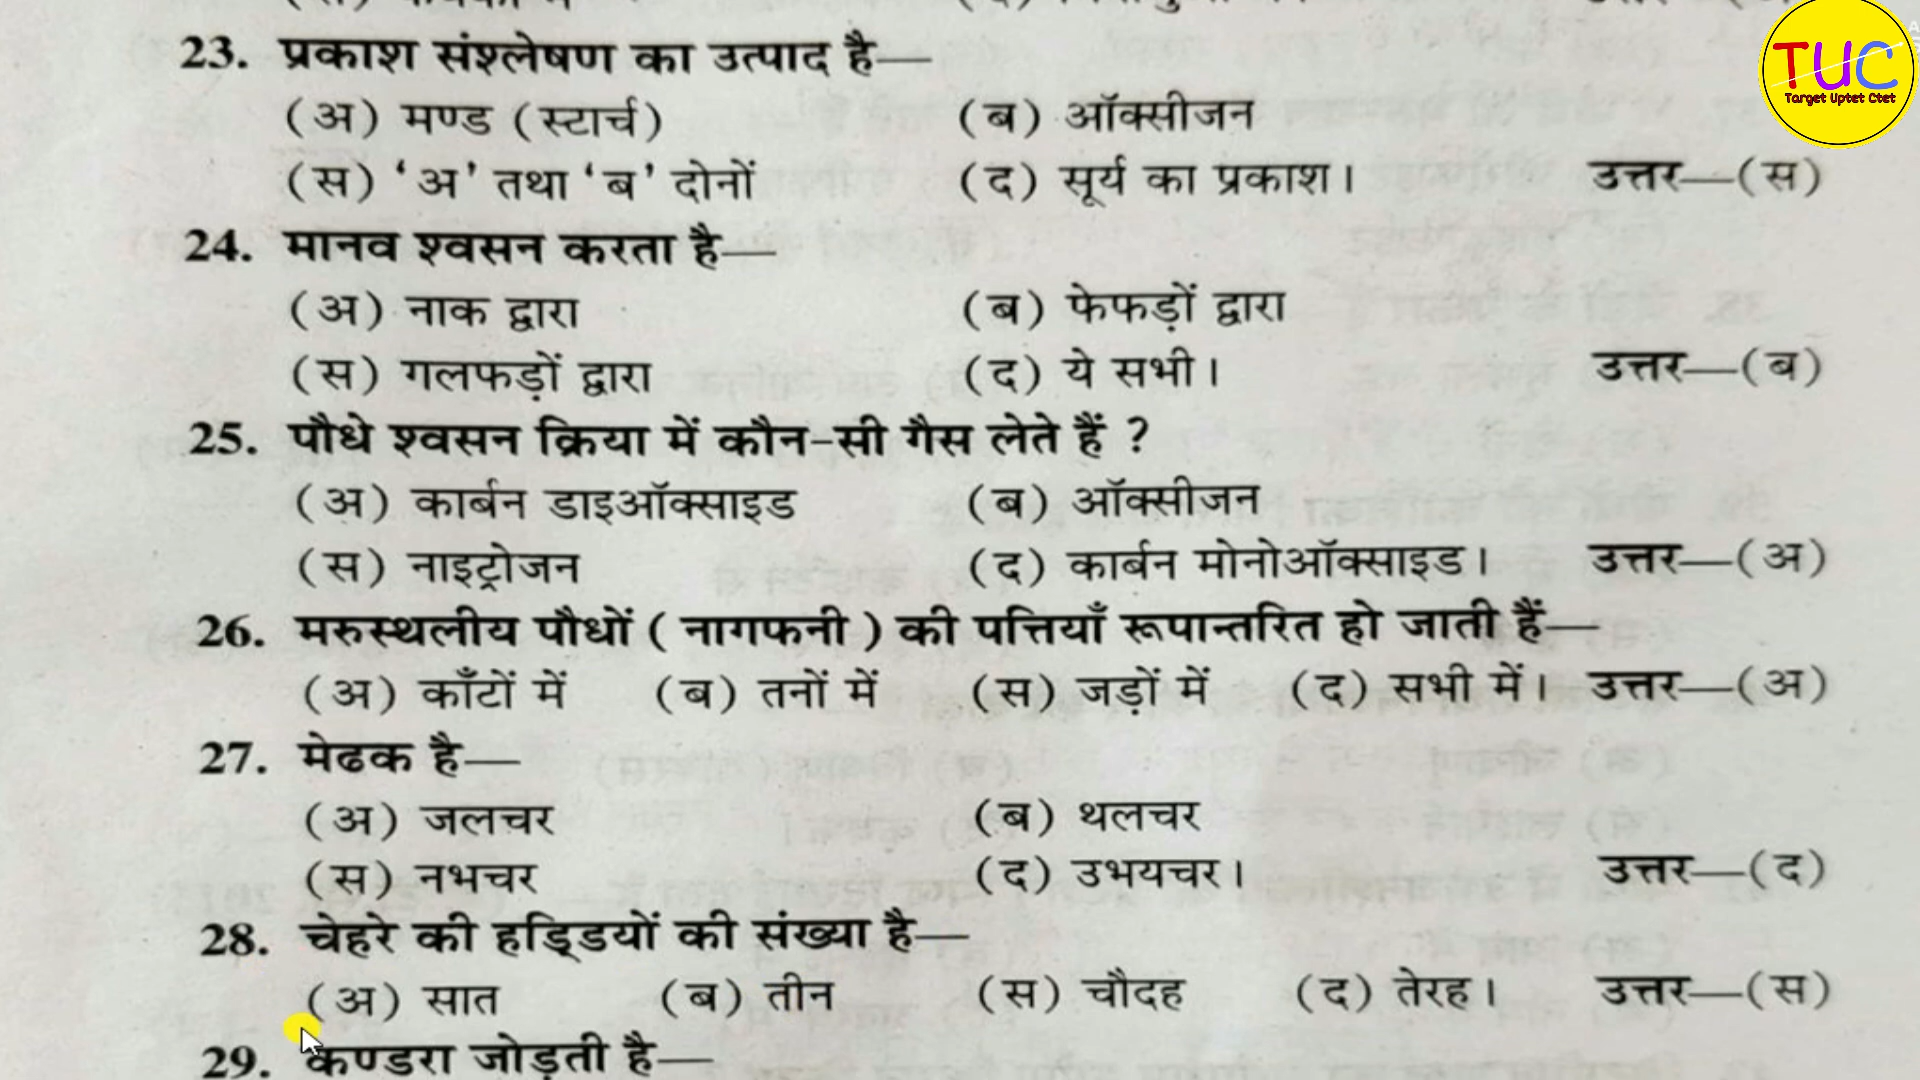 TUC
Target Uptet Ctet
23. प्रकाश संश्लेषण का उत्पाद है—
(अ) मण्ड (स्टार्च) (ब) ऑक्सीजन
(स) ‘अ’ तथा ‘ब’ दोनों (द) सूर्य का प्रकाश। उत्तर—(स)
24. मानव श्वसन करता है—
(अ) नाक द्वारा (ब) फेफड़ों द्वारा
(स) गलफड़ों द्वारा (द) ये सभी। उत्तर—(ब)
25. पौधे श्वसन क्रिया में कौन-सी गैस लेते हैं ?
(अ) कार्बन डाइऑक्साइड (ब) ऑक्सीजन
(स) नाइट्रोजन (द) कार्बन मोनोऑक्साइड। उत्तर—(अ)
26. मरुस्थलीय पौधों ( नागफनी ) की पत्तियाँ रूपान्तरित हो जाती हैं—
(अ) काँटों में (ब) तनों में (स) जड़ों में (द) सभी में। उत्तर—(अ)
27. मेढक है—
(अ) जलचर (ब) थलचर
(स) नभचर (द) उभयचर। उत्तर—(द)
28. चेहरे की हड्डियों की संख्या है—
(अ) सात (ब) तीन (स) चौदह (द) तेरह। उत्तर—(स)
29. कण्डरा जोड़ती है—